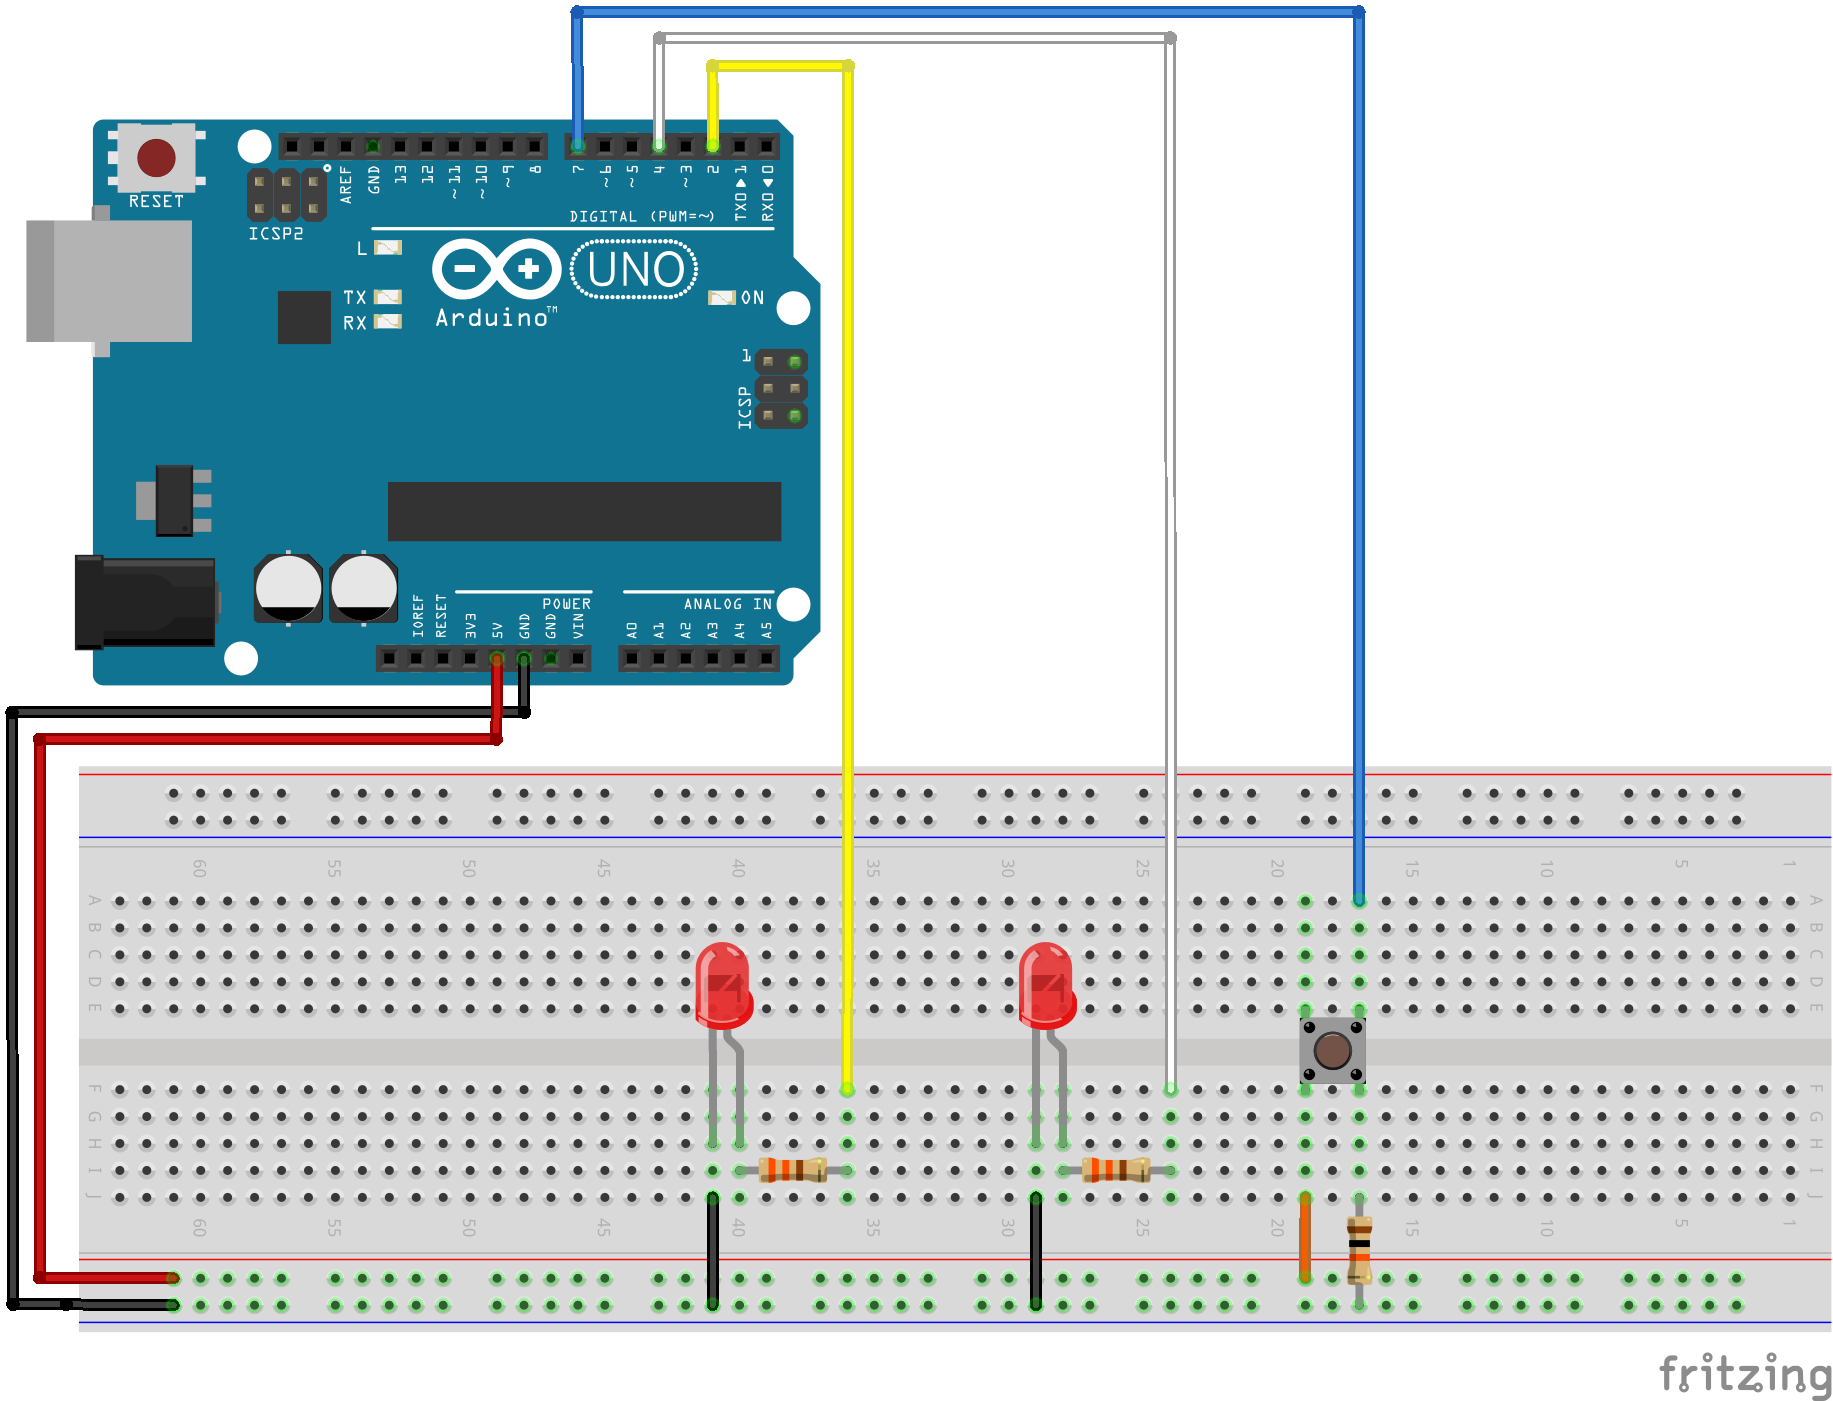 RESET
ICSP2
AREF
GND
13
12
~11
~10
~9
8
7
~6
~5
4
~3
2
TX0▶1
RX0◀0
DIGITAL (PWM=~)
L
TX
RX
- +
UNO
Arduino™
ON
1
ICSP
IOREF
RESET
3V3
5V
GND
GND
VIN
POWER
ANALOG IN
A0
A1
A2
A3
A4
A5
60 55 50 45 40 35 30 25 20 15 10 5 1
A A
B B
C C
D D
E E
F F
G G
H H
I I
J J
60 55 50 45 40 35 30 25 20 15 10 5 1
fritzing